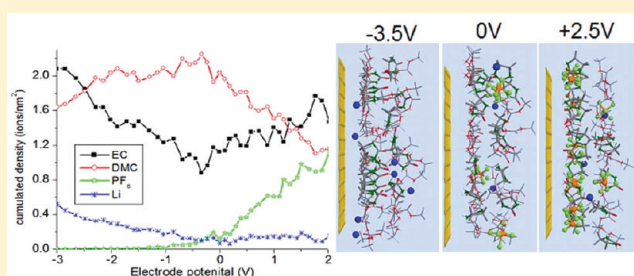 -3.5V
0V
+2.5V
cumulated density (ions/nm²)
2.0
1.6
1.2
0.8
0.4
0.0
EC
DMC
PF6
Li
-3 -2 -1 0 1 2
Electrode potenital (V)